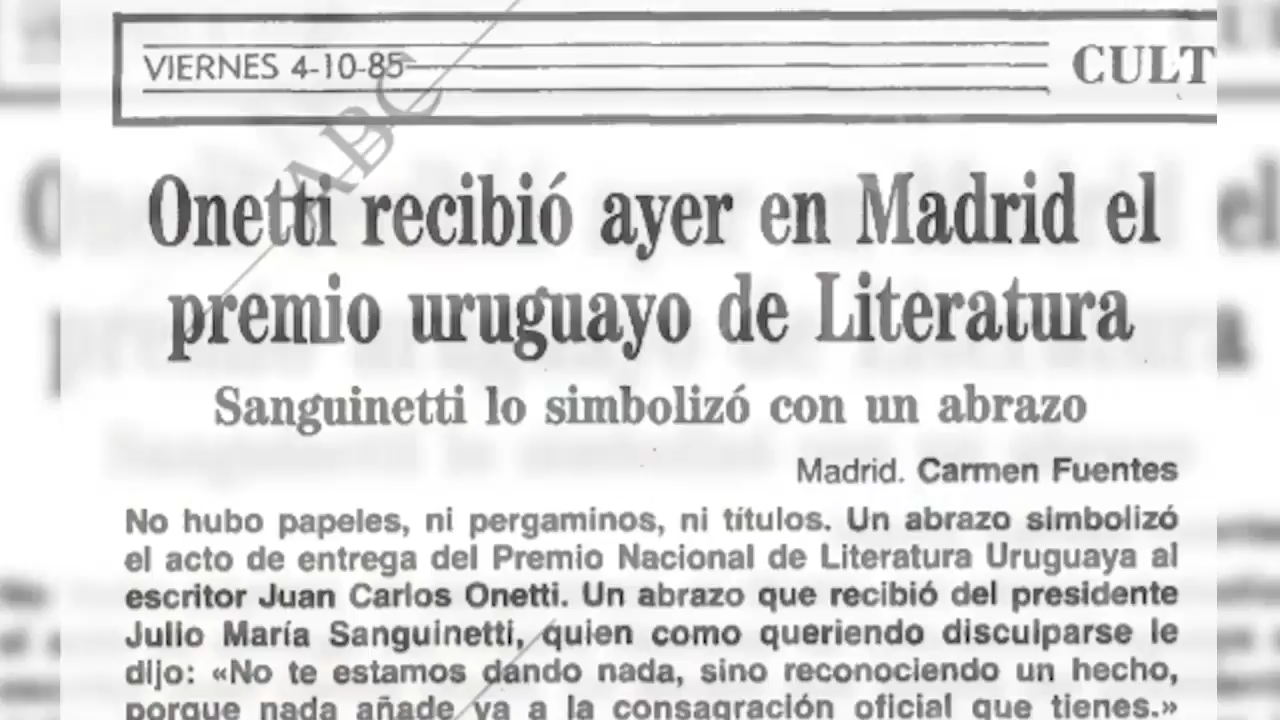 VIERNES 4-10-85
CULT
ABC
Onetti recibió ayer en Madrid el
premio uruguayo de Literatura
Sanguinetti lo simbolizó con un abrazo
Madrid. Carmen Fuentes
No hubo papeles, ni pergaminos, ni títulos. Un abrazo simbolizó
el acto de entrega del Premio Nacional de Literatura Uruguaya al
escritor Juan Carlos Onetti. Un abrazo que recibió del presidente
Julio María Sanguinetti, quien como queriendo disculparse le
dijo: «No te estamos dando nada, sino reconociendo un hecho,
porque nada añade ya a la consagración oficial que tienes.»